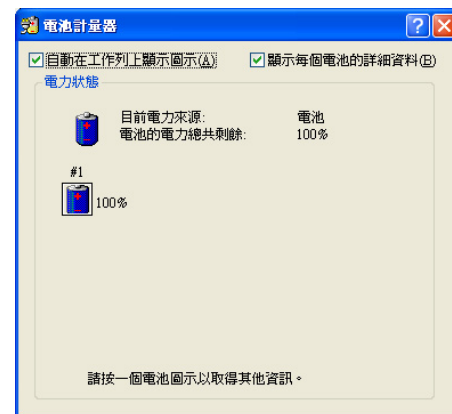 電池計量器
自動在工作列上顯示圖示(A) 顯示每個電池的詳細資料(B)
電力狀態
目前電力來源: 電池
電池的電力總共剩餘: 100%
#1
100%
請按一個電池圖示以取得其他資訊。